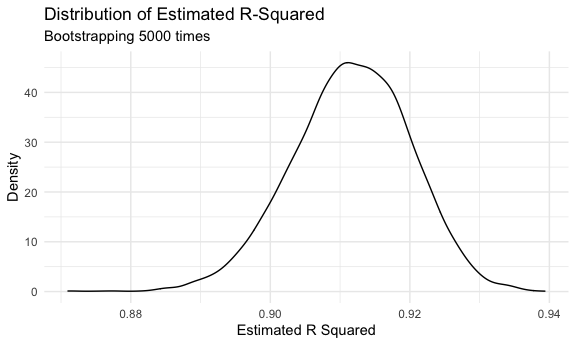 Distribution of Estimated R-Squared
Bootstrapping 5000 times
Density
40
30
20
10
0
0.88
0.90
0.92
0.94
Estimated R Squared